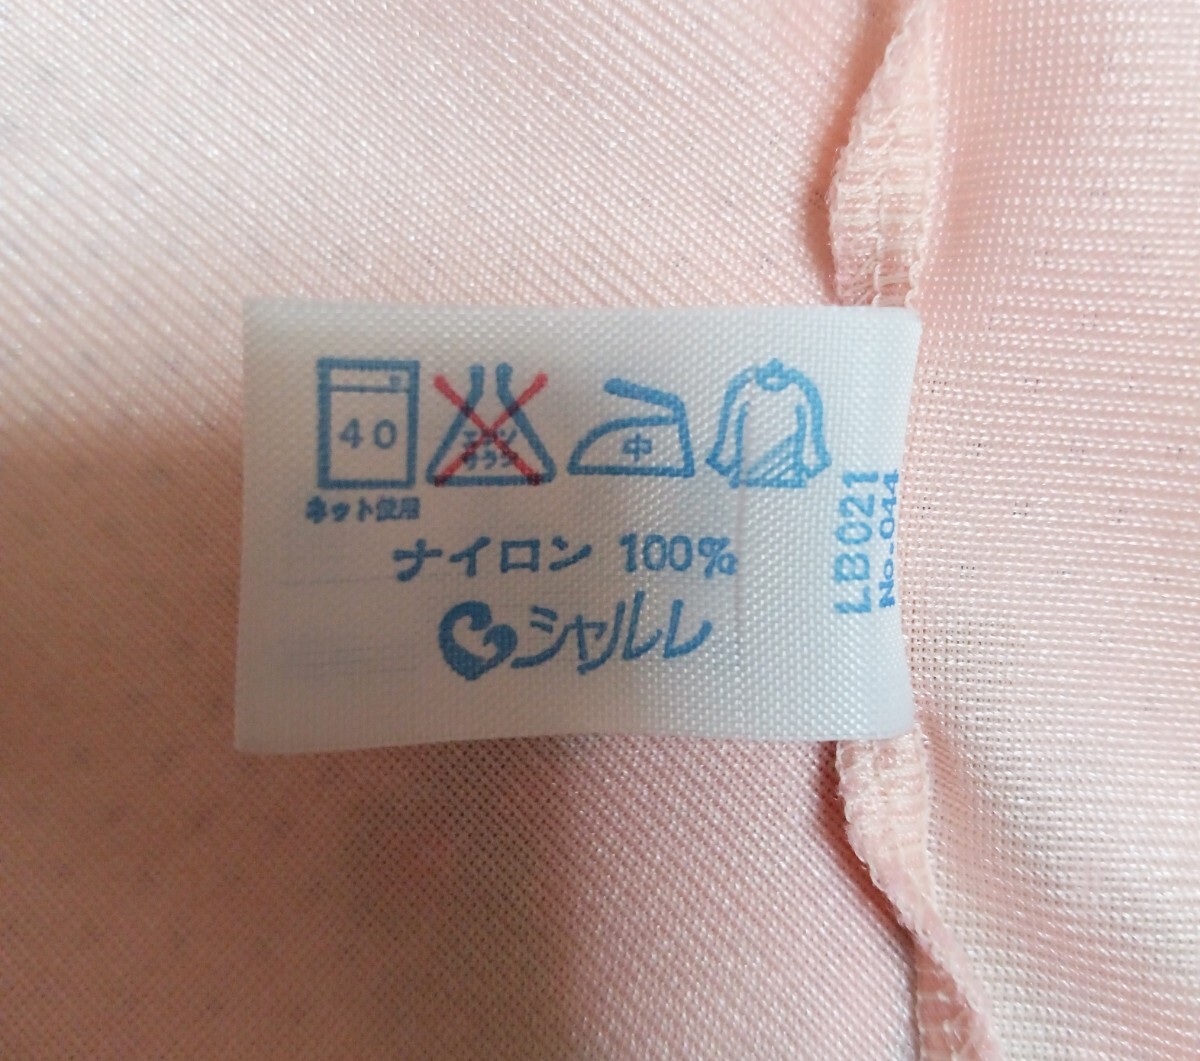 40
エンソ
サラシ
中
ネット使用
ナイロン 100%
シャルレ
LB021
No.044